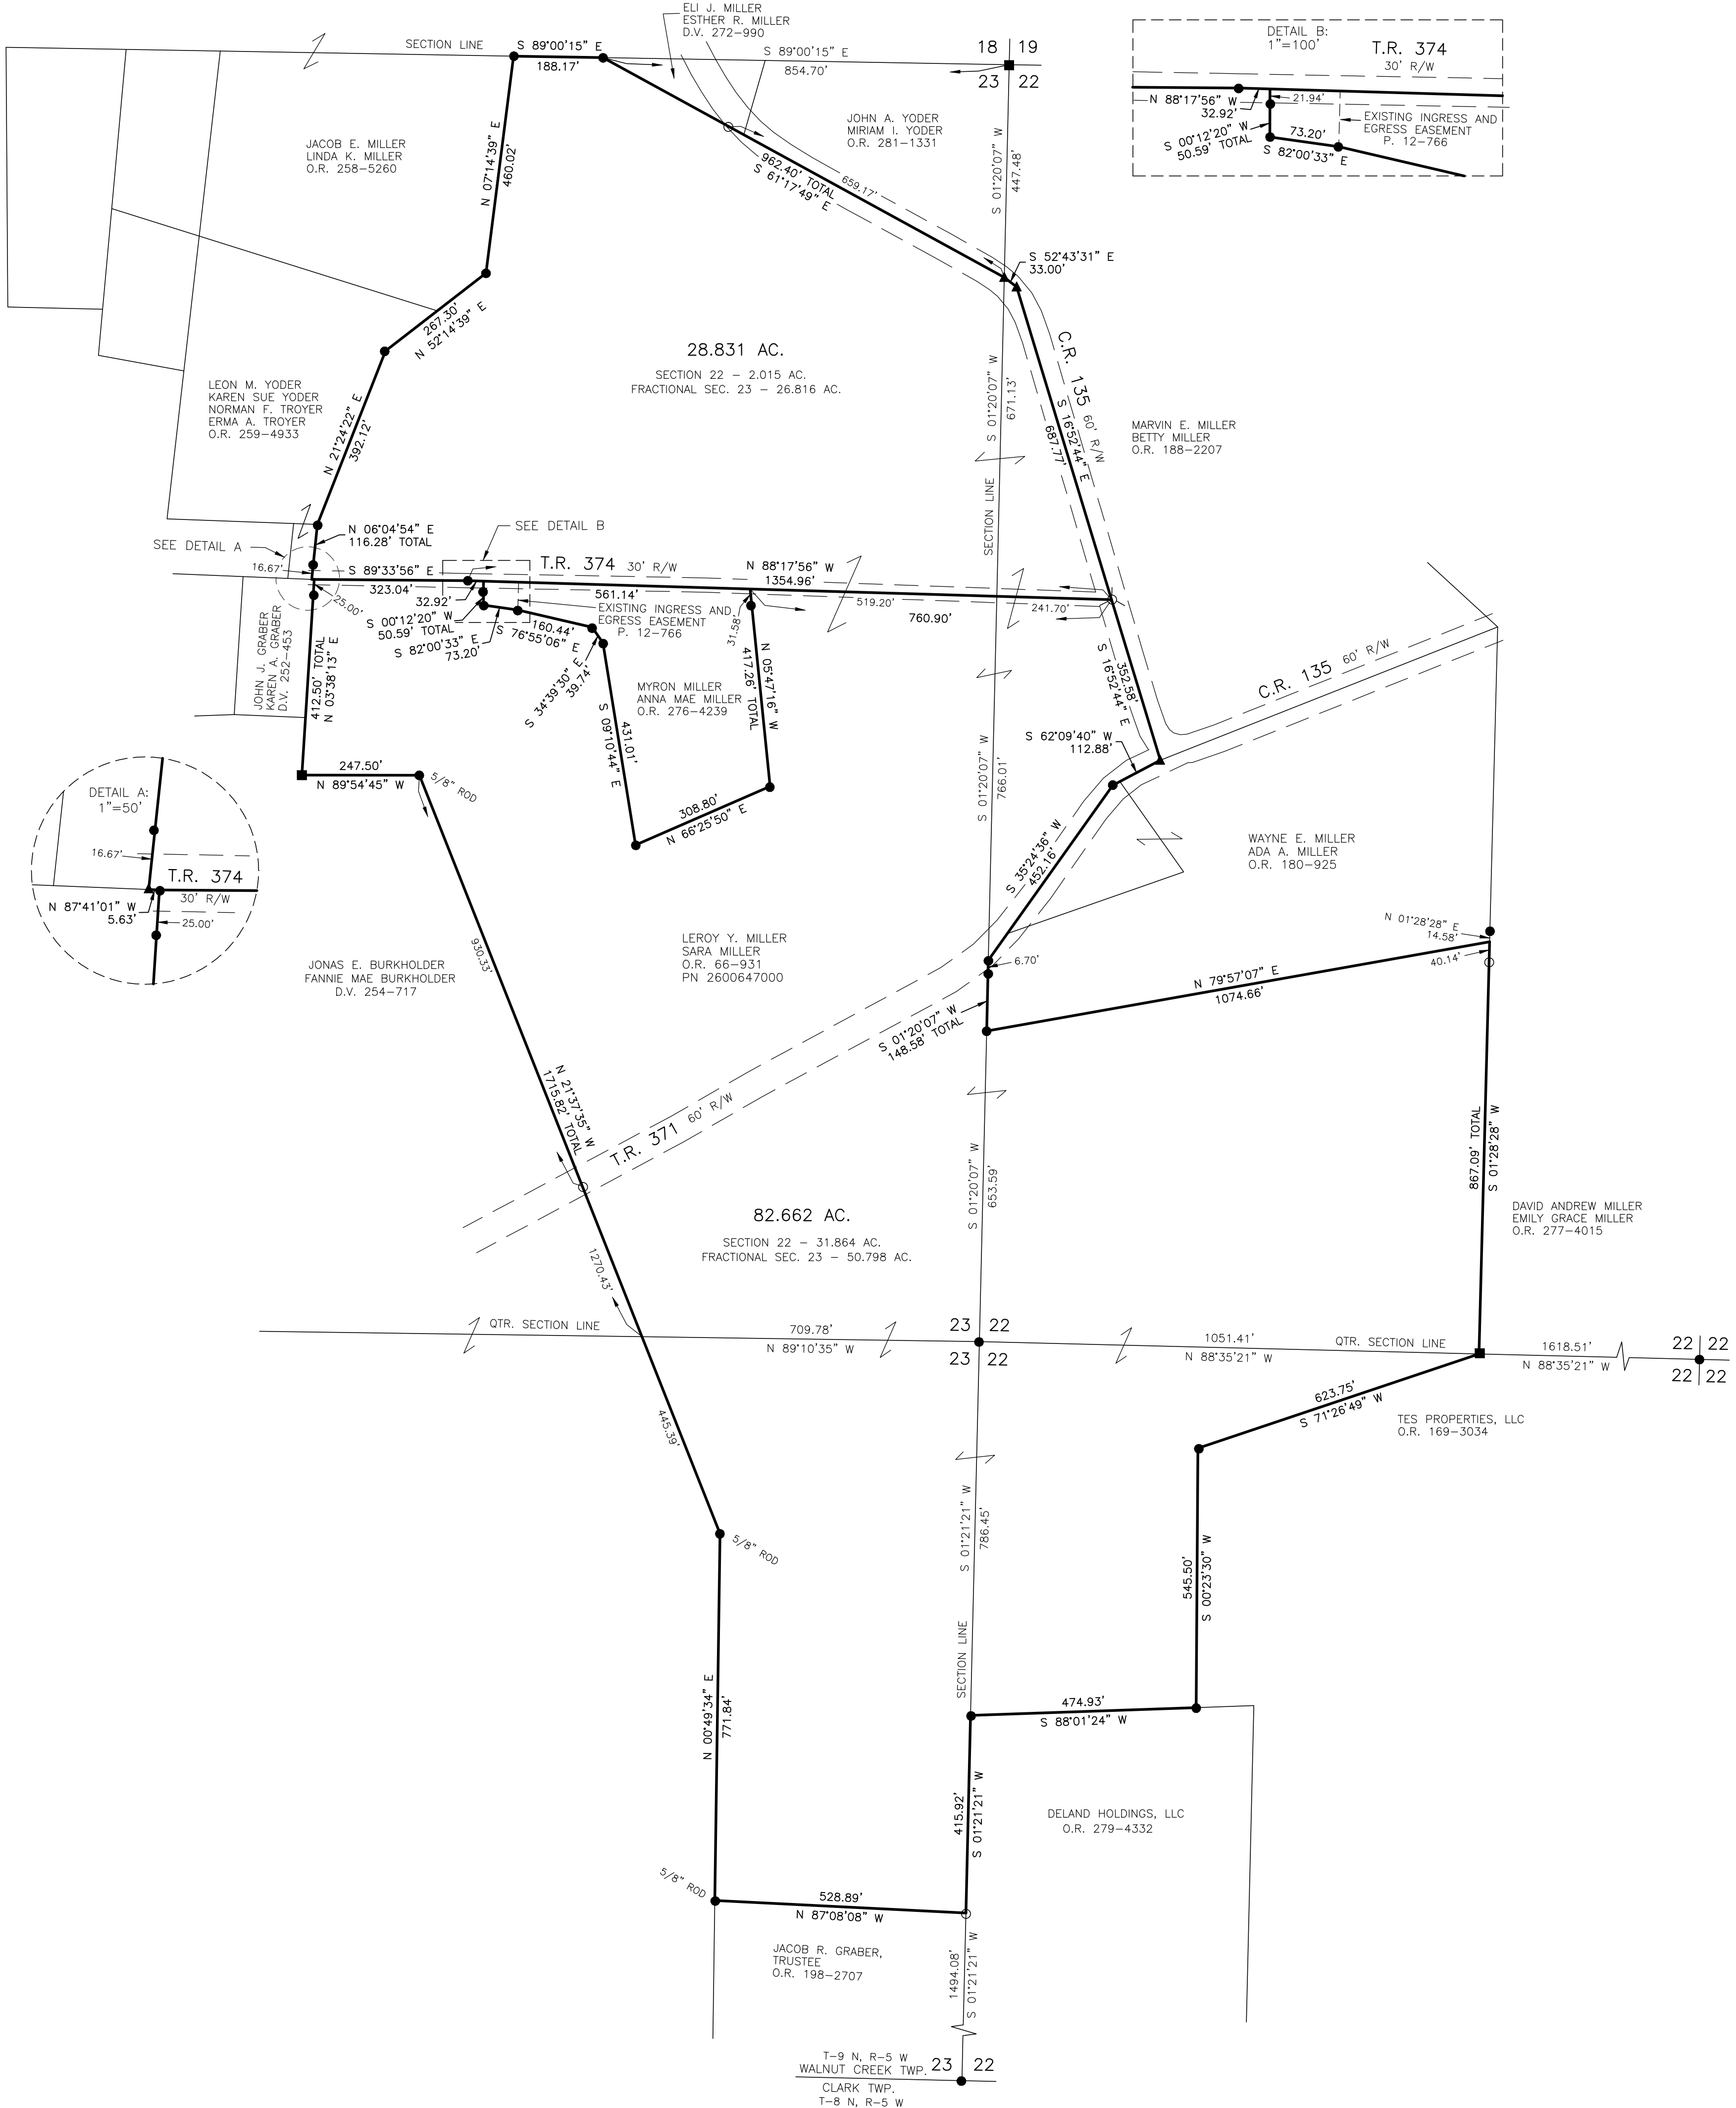 ELI J. MILLER
ESTHER R. MILLER
D.V. 272-990
SECTION LINE
S 89°00'15" E
188.17'
S 89°00'15" E
854.70'
18 19
23 22
DETAIL B:
1"=100'
T.R. 374
30' R/W
N 88°17'56" W
32.92'
21.94'
S 00°12'20" W
50.59' TOTAL
73.20'
S 82°00'33" E
EXISTING INGRESS AND
EGRESS EASEMENT
P. 12-766
JACOB E. MILLER
LINDA K. MILLER
O.R. 258-5260
N 07°14'39" E
460.02'
JOHN A. YODER
MIRIAM I. YODER
O.R. 281-1331
962.40' TOTAL
S 61°17'49" E
659.17'
S 01°20'07" W
447.48'
S 52°43'31" E
33.00'
267.30'
N 52°14'39" E
28.831 AC.
SECTION 22 - 2.015 AC.
FRACTIONAL SEC. 23 - 26.816 AC.
C.R. 135 60' R/W
S 16°52'44" E
687.77'
S 01°20'07" W
671.13'
SECTION LINE
LEON M. YODER
KAREN SUE YODER
NORMAN F. TROYER
ERMA A. TROYER
O.R. 259-4933
N 21°24'22" E
392.12'
MARVIN E. MILLER
BETTY MILLER
O.R. 188-2207
N 06°04'54" E
116.28' TOTAL
SEE DETAIL A
SEE DETAIL B
16.67'
S 89°33'56" E
323.04'
T.R. 374 30' R/W
N 88°17'56" W
1354.96'
25.00'
32.92'
561.14'
519.20'
760.90'
241.70'
S 00°12'20" W
50.59' TOTAL
S 82°00'33" E
73.20'
160.44'
S 76°55'06" E
EXISTING INGRESS AND
EGRESS EASEMENT
P. 12-766
31.58'
N 05°47'16" W
417.26' TOTAL
S 34°39'30" E
39.74'
JOHN J. GRABER
KAREN A. GRABER
D.V. 252-453
412.50' TOTAL
N 03°38'13" E
MYRON MILLER
ANNA MAE MILLER
O.R. 276-4239
431.01'
S 09°10'44" E
308.80'
N 66°25'50" E
352.58'
S 16°52'44" E
C.R. 135 60' R/W
S 62°09'40" W
112.88'
S 01°20'07" W
766.01'
247.50'
N 89°54'45" W
5/8" ROD
DETAIL A:
1"=50'
16.67'
T.R. 374
30' R/W
N 87°41'01" W
5.63'
25.00'
S 35°24'36" W
452.16'
WAYNE E. MILLER
ADA A. MILLER
O.R. 180-925
N 01°28'28" E
14.58'
40.14'
930.33'
JONAS E. BURKHOLDER
FANNIE MAE BURKHOLDER
D.V. 254-717
LEROY Y. MILLER
SARA MILLER
O.R. 66-931
PN 2600647000
6.70'
N 79°57'07" E
1074.66'
S 01°20'07" W
148.58' TOTAL
N 21°37'35" W
1715.82' TOTAL
T.R. 371 60' R/W
867.09' TOTAL
S 01°28'28" W
S 01°20'07" W
653.59'
82.662 AC.
SECTION 22 - 31.864 AC.
FRACTIONAL SEC. 23 - 50.798 AC.
DAVID ANDREW MILLER
EMILY GRACE MILLER
O.R. 277-4015
1270.43'
QTR. SECTION LINE
709.78'
N 89°10'35" W
23 22
23 22
1051.41'
N 88°35'21" W
QTR. SECTION LINE
1618.51'
N 88°35'21" W
22 22
22 22
445.39'
623.75'
S 71°26'49" W
TES PROPERTIES, LLC
O.R. 169-3034
5/8" ROD
S 01°21'21" W
786.45'
545.50'
S 00°23'30" W
N 00°49'34" E
771.84'
SECTION LINE
474.93'
S 88°01'24" W
415.92'
S 01°21'21" W
DELAND HOLDINGS, LLC
O.R. 279-4332
5/8" ROD
528.89'
N 87°08'08" W
JACOB R. GRABER,
TRUSTEE
O.R. 198-2707
1494.08'
S 01°21'21" W
T-9 N, R-5 W
WALNUT CREEK TWP.
23 22
CLARK TWP.
T-8 N, R-5 W